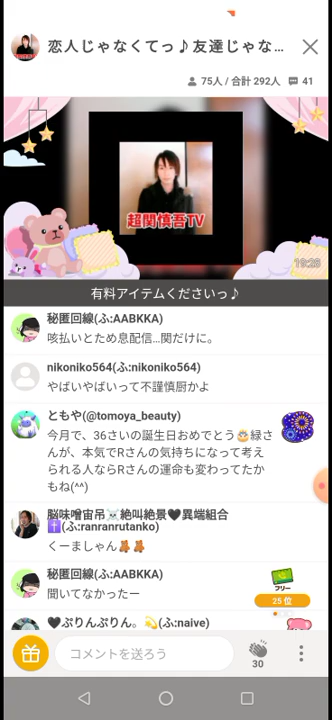 恋人じゃなくてっ♪友達じゃな…
75人 / 合計 292人 41
超関慎吾TV
19:26
有料アイテムくださいっ♪
秘匿回線(ふ:AABKKA)
咳払いとため息配信…関だけに。
nikoniko564(ふ:nikoniko564)
やばいやばいって不謹慎厨かよ
ともや(@tomoya_beauty)
今月で、36さいの誕生日おめでとう🎂緑さ
んが、本気でRさんの気持ちになって考え
られる人ならRさんの運命も変わってたか
もね(^^)
脳味噌宙吊☠️絶叫絶景🖤異端組合
✝️(ふ:ranranrutanko)
くーましゃん🧸🧸
秘匿回線(ふ:AABKKA)
聞いてなかったー
フリー
25 位
🖤ぷりんぷりん。💫(ふ:naive)
コメントを送ろう
30